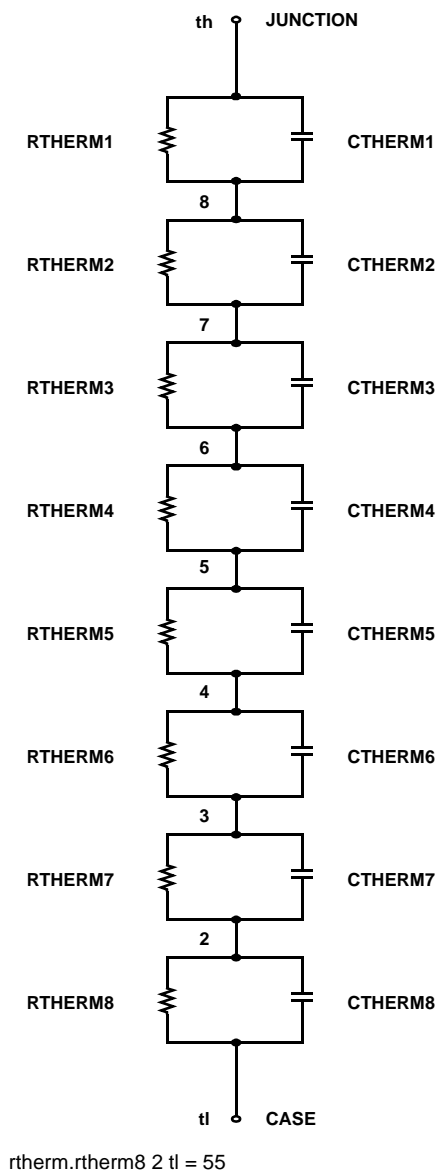 th JUNCTION
RTHERM1 CTHERM1
8
RTHERM2 CTHERM2
7
RTHERM3 CTHERM3
6
RTHERM4 CTHERM4
5
RTHERM5 CTHERM5
4
RTHERM6 CTHERM6
3
RTHERM7 CTHERM7
2
RTHERM8 CTHERM8
tl CASE
rtherm.rtherm8 2 tl = 55